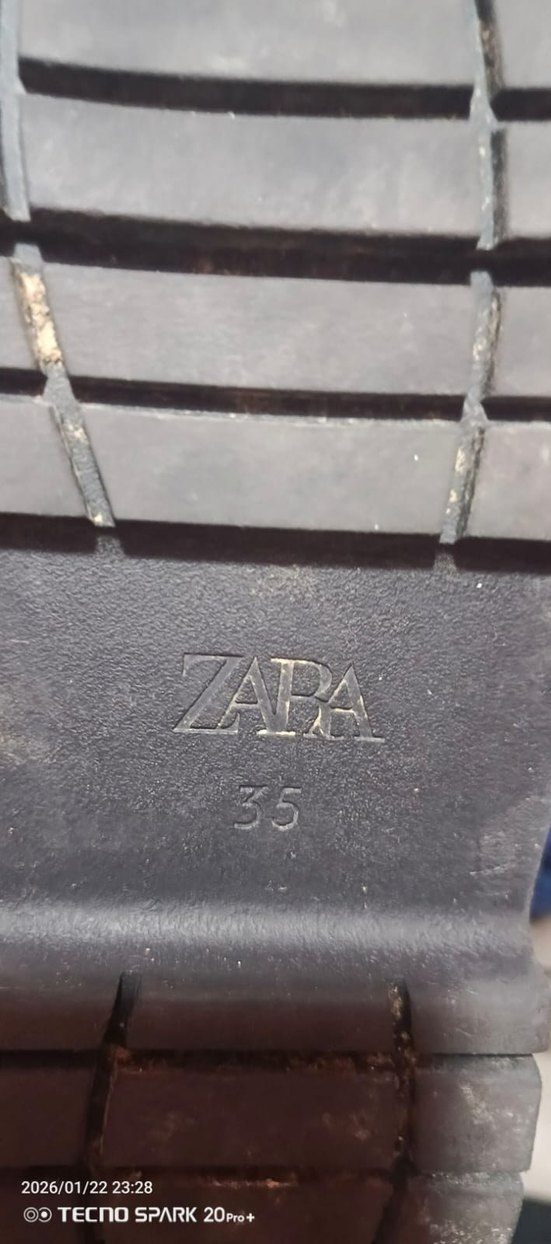 ZARA
35
2026/01/22 23:28
TECNO SPARK 20Pro+